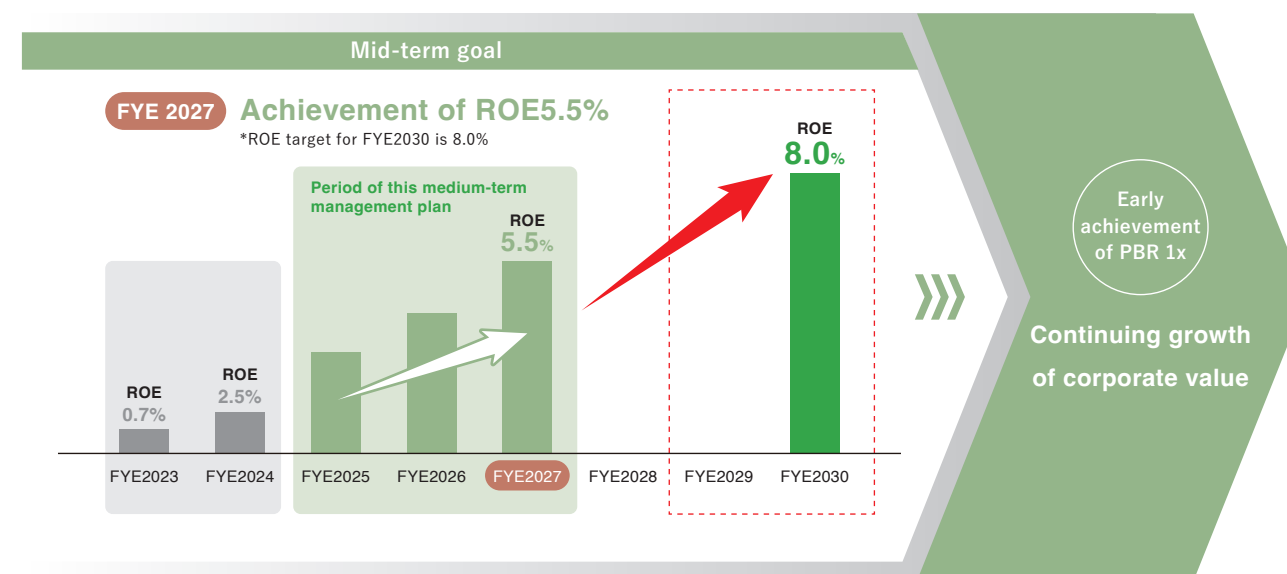 Mid-term goal
FYE 2027
Achievement of ROE5.5%
*ROE target for FYE2030 is 8.0%
Period of this medium-term
management plan
ROE
0.7%
ROE
2.5%
ROE
5.5%
ROE
8.0%
FYE2023
FYE2024
FYE2025
FYE2026
FYE2027
FYE2028
FYE2029
FYE2030
Early
achievement
of PBR 1x
Continuing growth
of corporate value